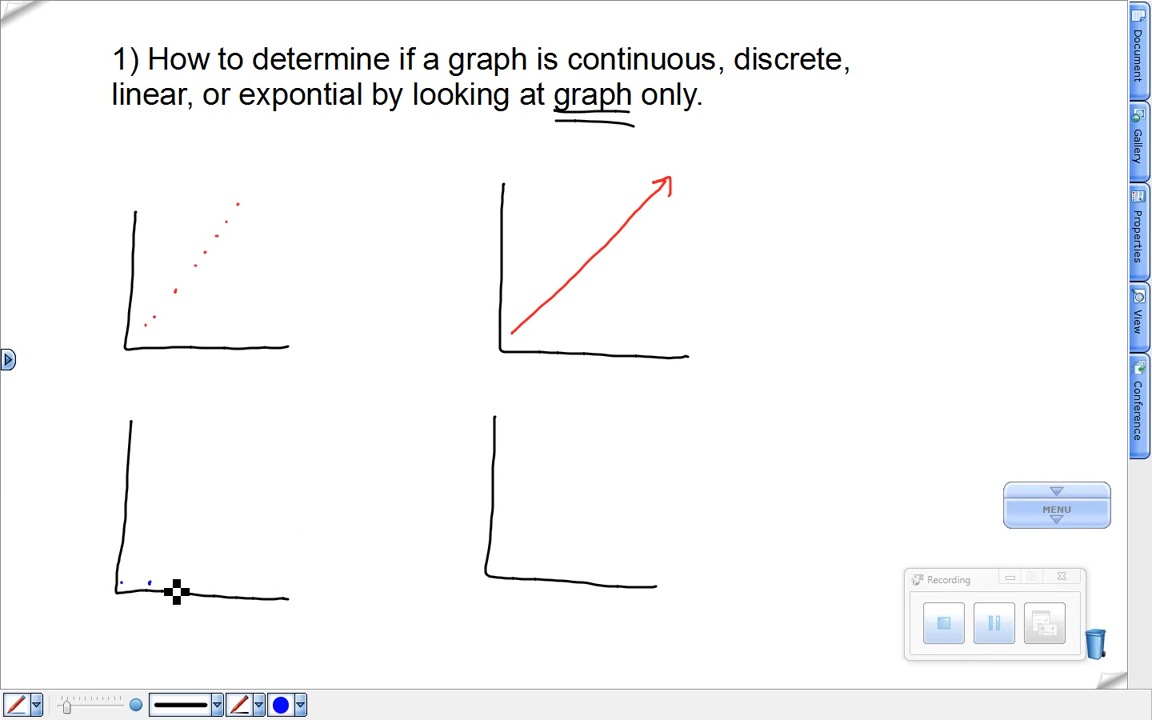 1) How to determine if a graph is continuous, discrete,
linear, or expontial by looking at graph only.
Document
Gallery
Properties
View
Conference
MENU
Recording